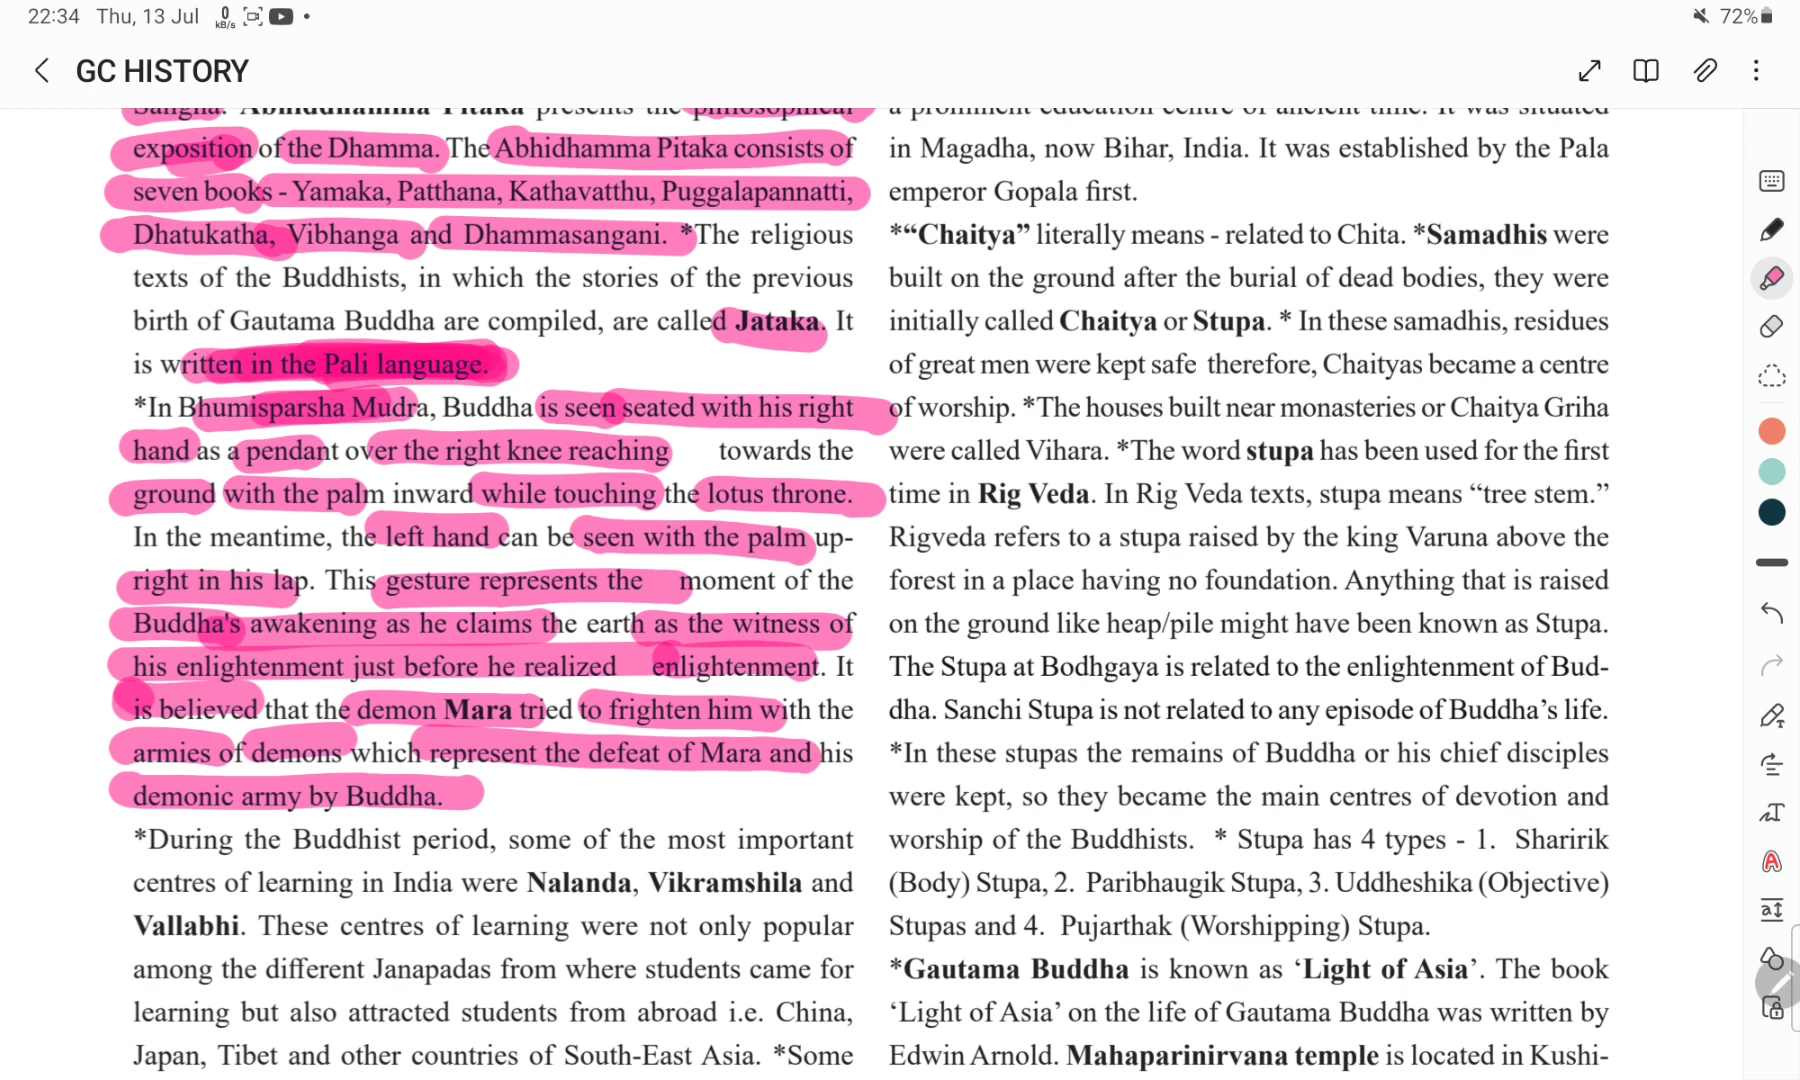 22:34 Thu, 13 Jul 0 kB/s
72%
GC HISTORY
Sangha. Abhiddhamma Pitaka presents the philosophical
exposition of the Dhamma. The Abhidhamma Pitaka consists of
seven books - Yamaka, Patthana, Kathavatthu, Puggalapannatti,
Dhatukatha, Vibhanga and Dhammasangani. *The religious
texts of the Buddhists, in which the stories of the previous
birth of Gautama Buddha are compiled, are called Jataka. It
is written in the Pali language.
*In Bhumisparsha Mudra, Buddha is seen seated with his right
hand as a pendant over the right knee reaching towards the
ground with the palm inward while touching the lotus throne.
In the meantime, the left hand can be seen with the palm up-
right in his lap. This gesture represents the moment of the
Buddha's awakening as he claims the earth as the witness of
his enlightenment just before he realized enlightenment. It
is believed that the demon Mara tried to frighten him with the
armies of demons which represent the defeat of Mara and his
demonic army by Buddha.
*During the Buddhist period, some of the most important
centres of learning in India were Nalanda, Vikramshila and
Vallabhi. These centres of learning were not only popular
among the different Janapadas from where students came for
learning but also attracted students from abroad i.e. China,
Japan, Tibet and other countries of South-East Asia. *Some
a prominent education centre of ancient time. It was situated
in Magadha, now Bihar, India. It was established by the Pala
emperor Gopala first.
*“Chaitya” literally means - related to Chita. *Samadhis were
built on the ground after the burial of dead bodies, they were
initially called Chaitya or Stupa. * In these samadhis, residues
of great men were kept safe therefore, Chaityas became a centre
of worship. *The houses built near monasteries or Chaitya Griha
were called Vihara. *The word stupa has been used for the first
time in Rig Veda. In Rig Veda texts, stupa means “tree stem.”
Rigveda refers to a stupa raised by the king Varuna above the
forest in a place having no foundation. Anything that is raised
on the ground like heap/pile might have been known as Stupa.
The Stupa at Bodhgaya is related to the enlightenment of Bud-
dha. Sanchi Stupa is not related to any episode of Buddha’s life.
*In these stupas the remains of Buddha or his chief disciples
were kept, so they became the main centres of devotion and
worship of the Buddhists. * Stupa has 4 types - 1. Sharirik
(Body) Stupa, 2. Paribhaugik Stupa, 3. Uddheshika (Objective)
Stupas and 4. Pujarthak (Worshipping) Stupa.
*Gautama Buddha is known as ‘Light of Asia’. The book
‘Light of Asia’ on the life of Gautama Buddha was written by
Edwin Arnold. Mahaparinirvana temple is located in Kushi-